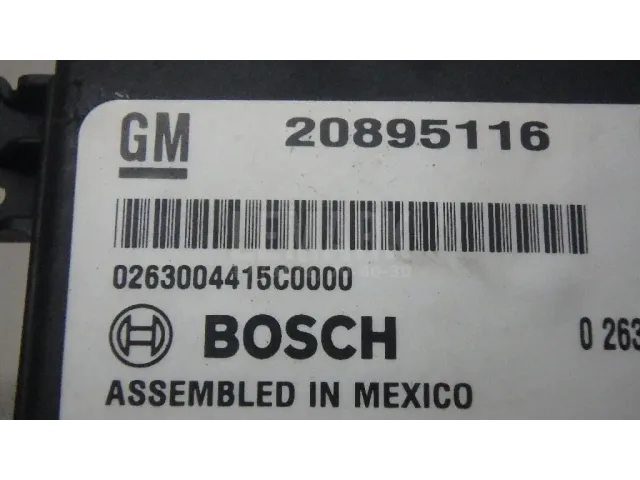 GM 20895116
0263004415C0000
BOSCH 0 263
ASSEMBLED IN MEXICO